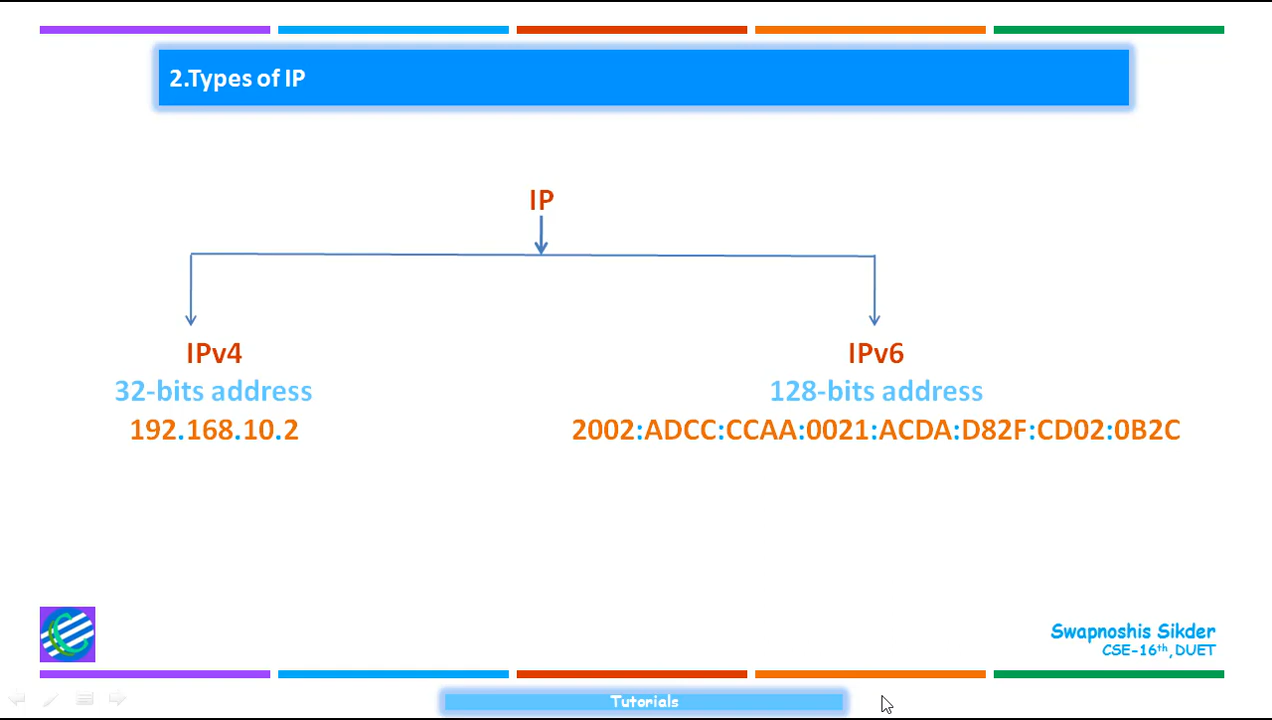 2.Types of IP
IP
IPv4
32-bits address
192.168.10.2
IPv6
128-bits address
2002:ADCC:CCAA:0021:ACDA:D82F:CD02:0B2C
Swapnoshis Sikder
CSE-16th,DUET
Tutorials